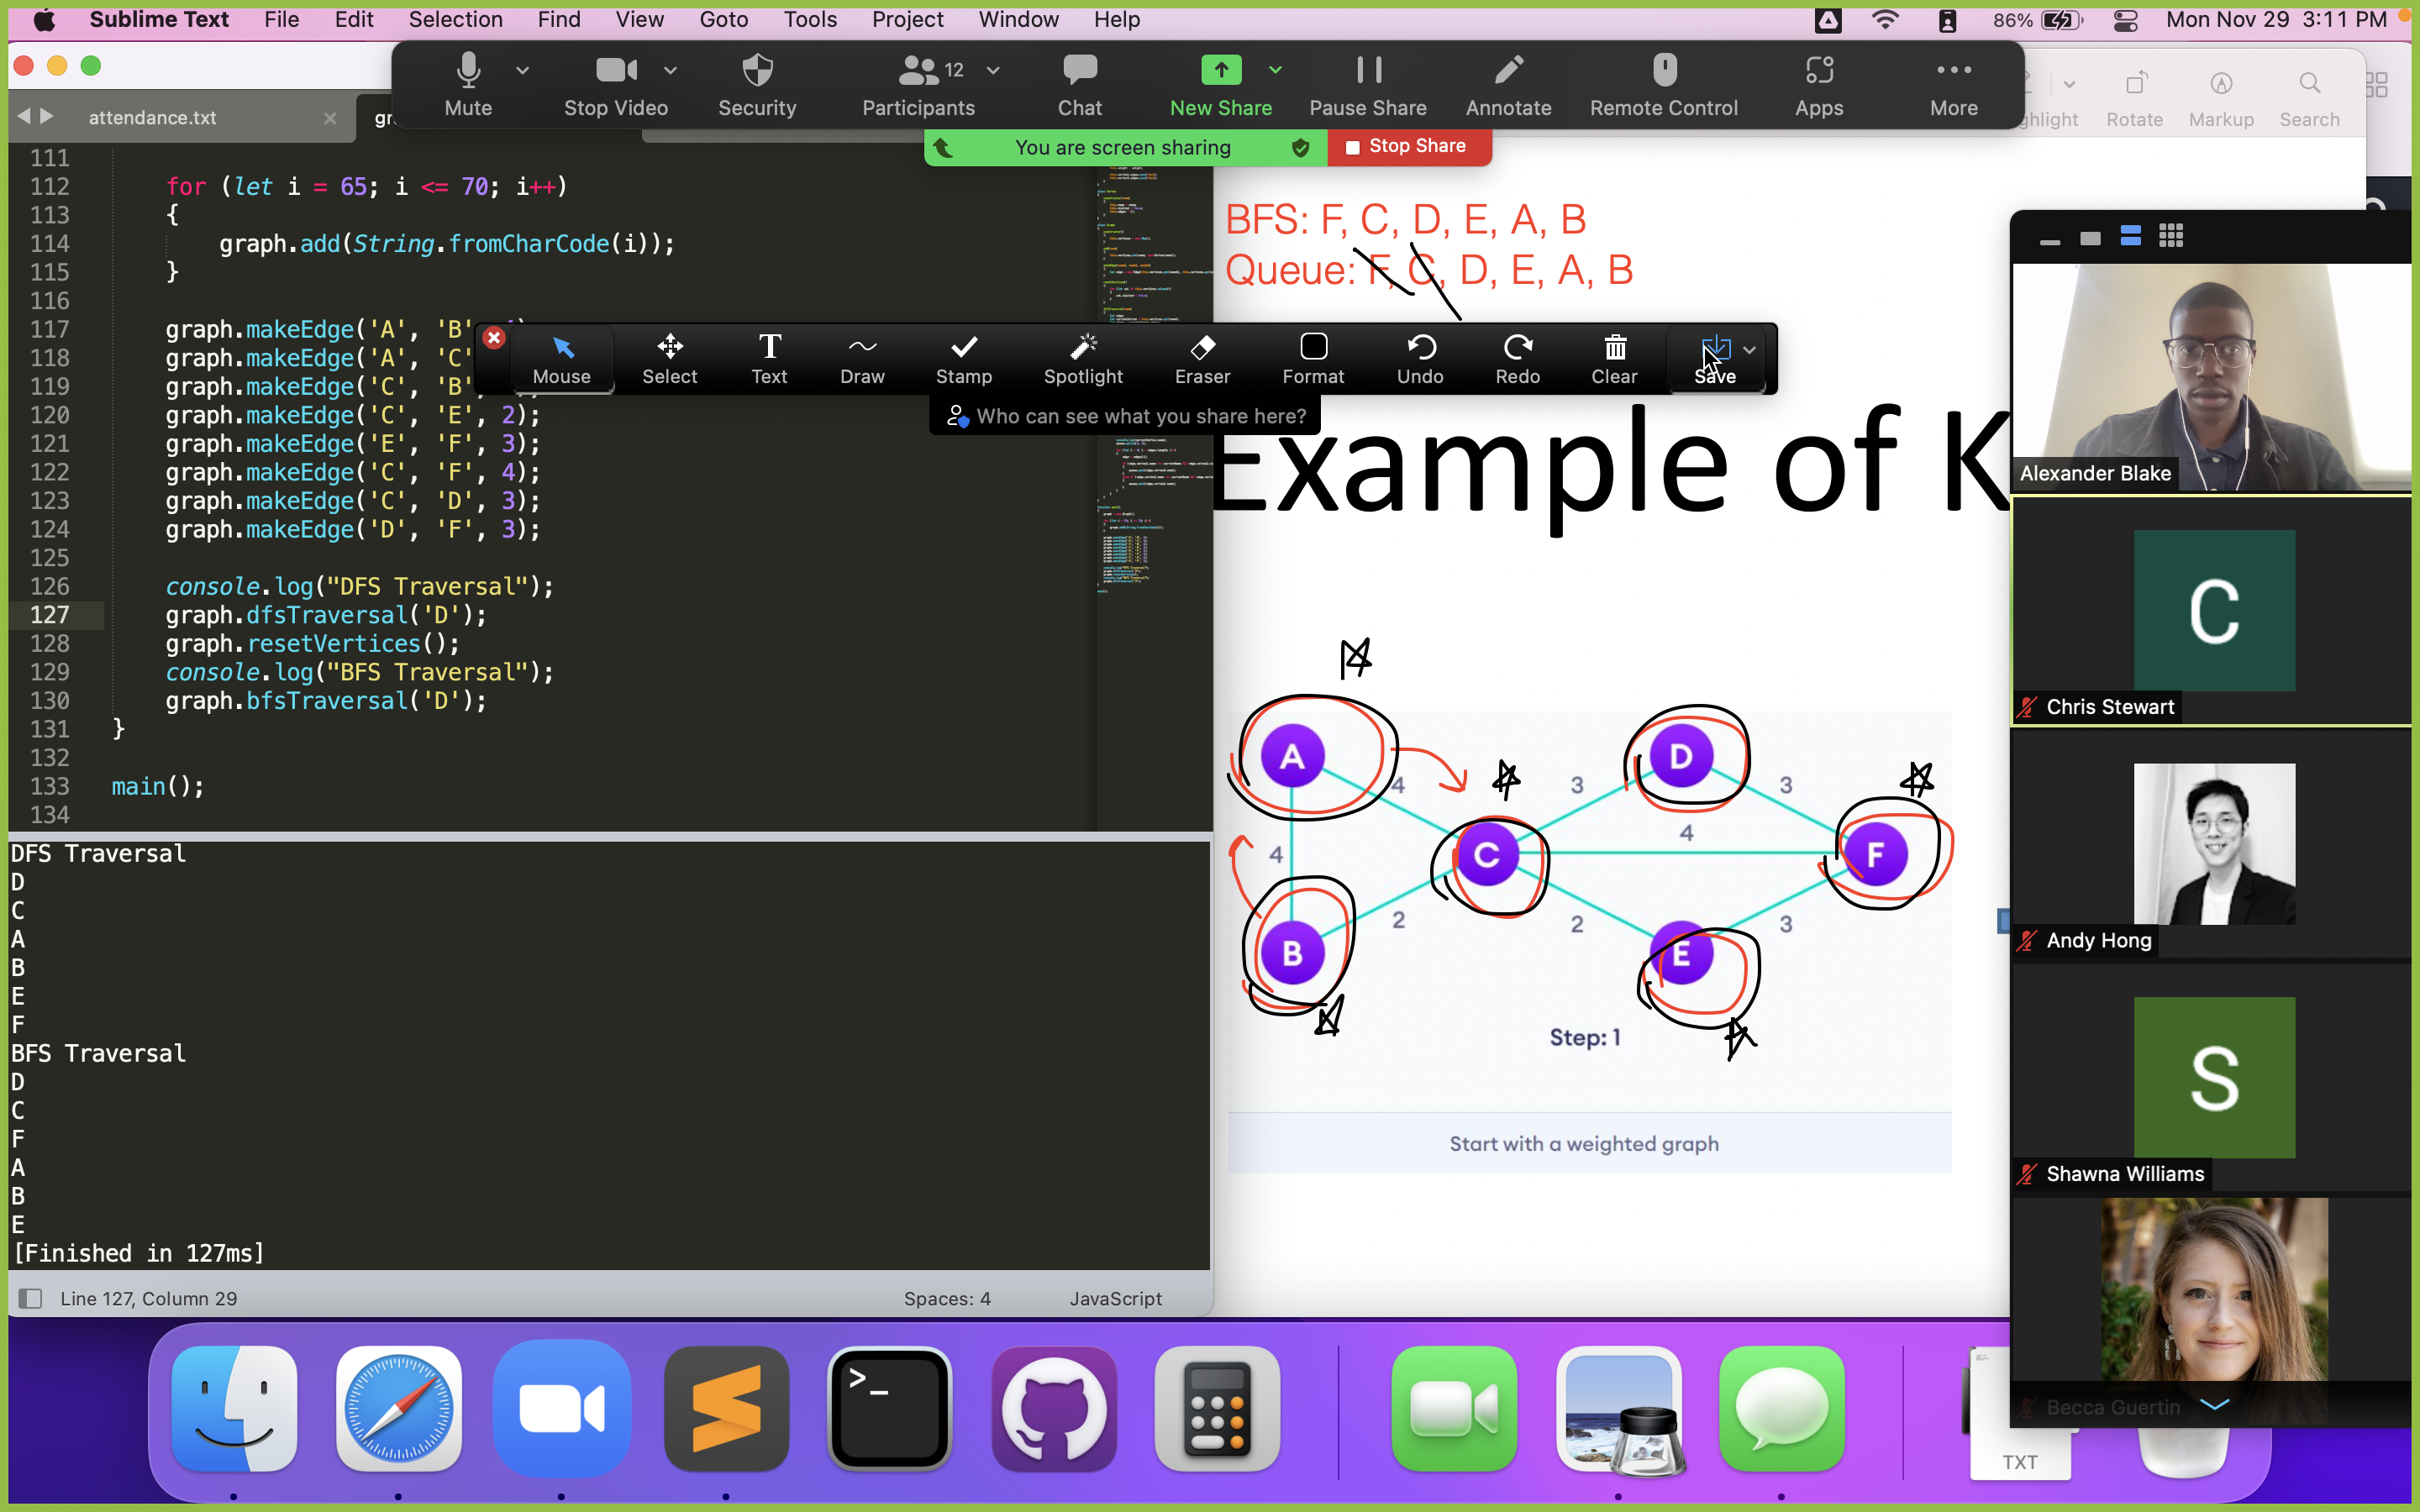 Sublime Text File Edit Selection Find View Goto Tools Project Window Help 86% Mon Nov 29 3:11 PM
Mute Stop Video Security Participants 12 Chat New Share Pause Share Annotate Remote Control Apps More
ghlight Rotate Markup Search
You are screen sharing Stop Share
attendance.txt gr
111
112 for (let i = 65; i <= 70; i++)
113 {
114 graph.add(String.fromCharCode(i));
115 }
116
117 graph.makeEdge('A', 'B'
118 graph.makeEdge('A', 'C'
119 graph.makeEdge('C', 'B'
120 graph.makeEdge('C', 'E', 2);
121 graph.makeEdge('E', 'F', 3);
122 graph.makeEdge('C', 'F', 4);
123 graph.makeEdge('C', 'D', 3);
124 graph.makeEdge('D', 'F', 3);
125
126 console.log("DFS Traversal");
127 graph.dfsTraversal('D');
128 graph.resetVertices();
129 console.log("BFS Traversal");
130 graph.bfsTraversal('D');
131 }
132
133 main();
134
DFS Traversal
D
C
A
B
E
F
BFS Traversal
D
C
F
A
B
E
[Finished in 127ms]
Line 127, Column 29 Spaces: 4 JavaScript
BFS: F, C, D, E, A, B
Queue: F, C, D, E, A, B
Mouse Select Text Draw Stamp Spotlight Eraser Format Undo Redo Clear Save
Who can see what you share here?
Example of K
A D
4 3 3
4
4 C F
2 2 3
B E
Step: 1
Start with a weighted graph
Alexander Blake
C
Chris Stewart
Andy Hong
S
Shawna Williams
Becca Guertin
>_
TXT